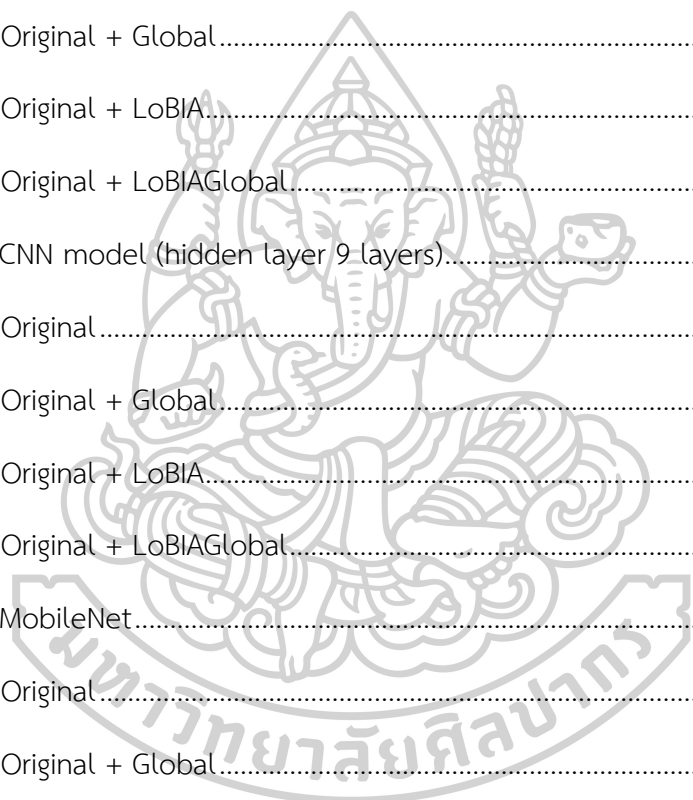 Original + Global
Original + LoBIA
Original + LoBIAGlobal
CNN model (hidden layer 9 layers)
Original
Original + Global
Original + LoBIA
Original + LoBIAGlobal
MobileNet
Original
Original + Global
มหาวิทยาลัยศิลปากร